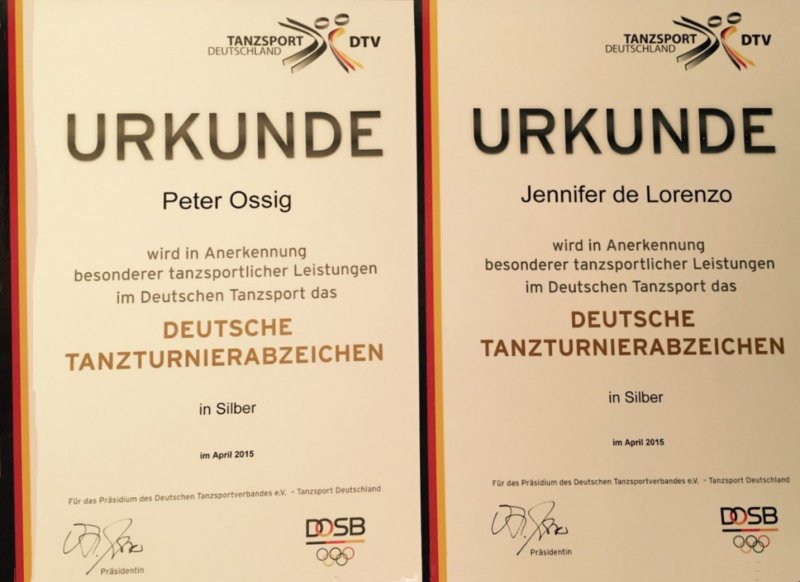 TANZSPORT
DEUTSCHLAND
DTV
URKUNDE
Peter Ossig
wird in Anerkennung
besonderer tanzsportlicher Leistungen
im Deutschen Tanzsport das
DEUTSCHE
TANZTURNIERABZEICHEN
in Silber
im April 2015
Für das Präsidium des Deutschen Tanzsportverbandes e.V. - Tanzsport Deutschland
Präsidentin
DOSB
TANZSPORT
DEUTSCHLAND
DTV
URKUNDE
Jennifer de Lorenzo
wird in Anerkennung
besonderer tanzsportlicher Leistungen
im Deutschen Tanzsport das
DEUTSCHE
TANZTURNIERABZEICHEN
in Silber
im April 2015
Für das Präsidium des Deutschen Tanzsportverbandes e.V. - Tanzsport Deutschland
Präsidentin
DOSB